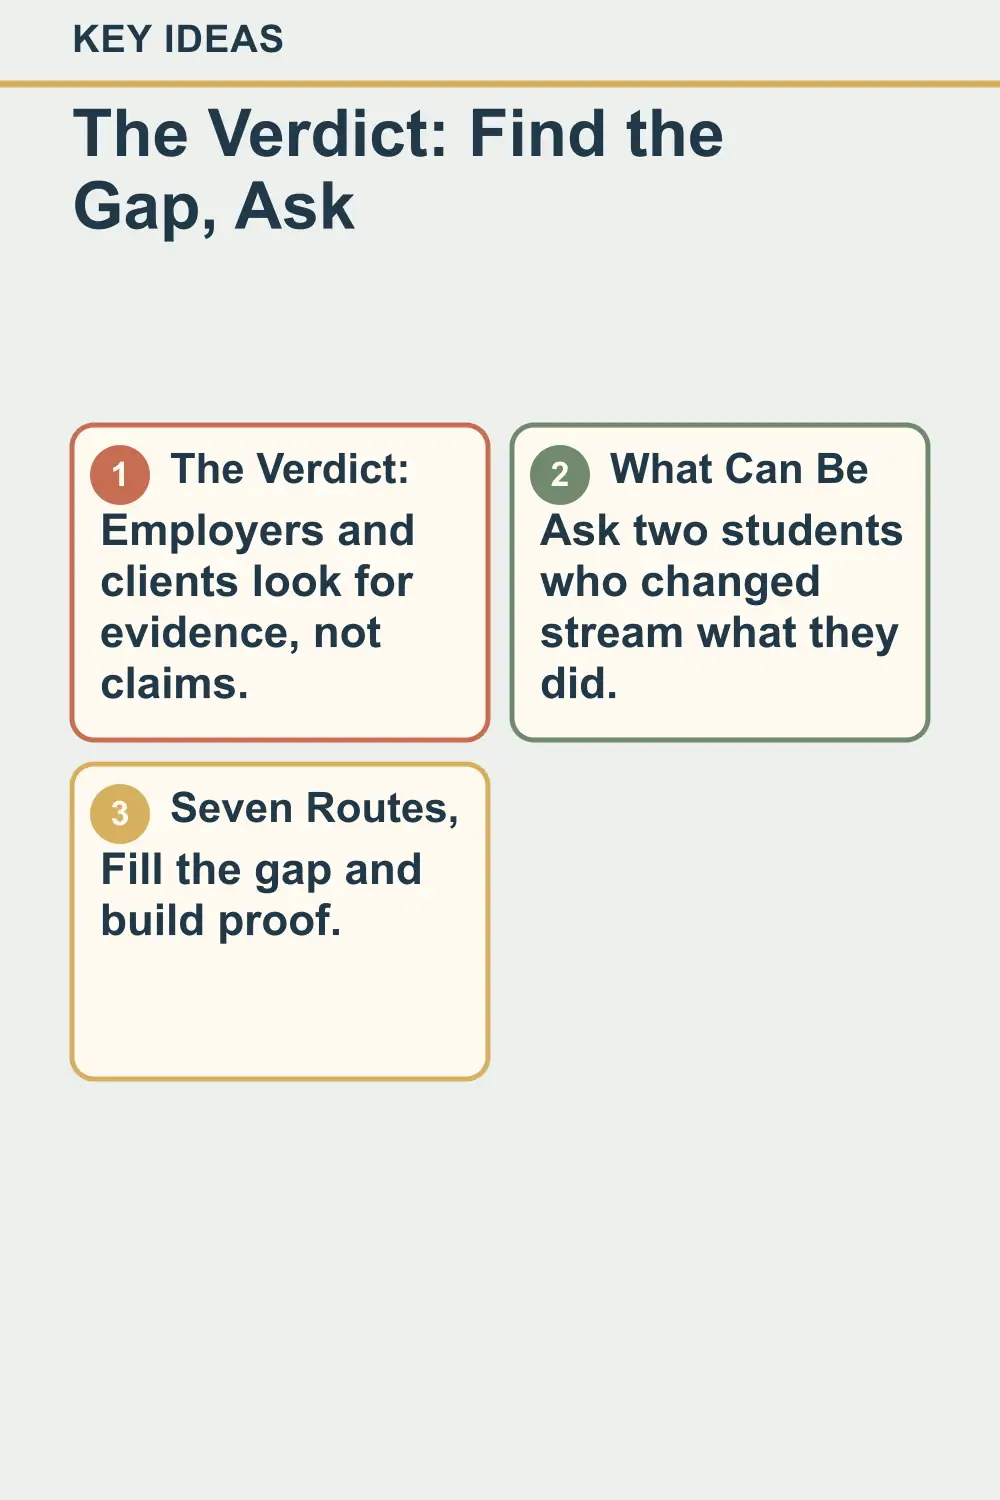 KEY IDEAS
The Verdict: Find the
Gap, Ask
1 The Verdict:
Employers and
clients look for
evidence, not
claims.
2 What Can Be
Ask two students
who changed
stream what they
did.
3 Seven Routes,
Fill the gap and
build proof.